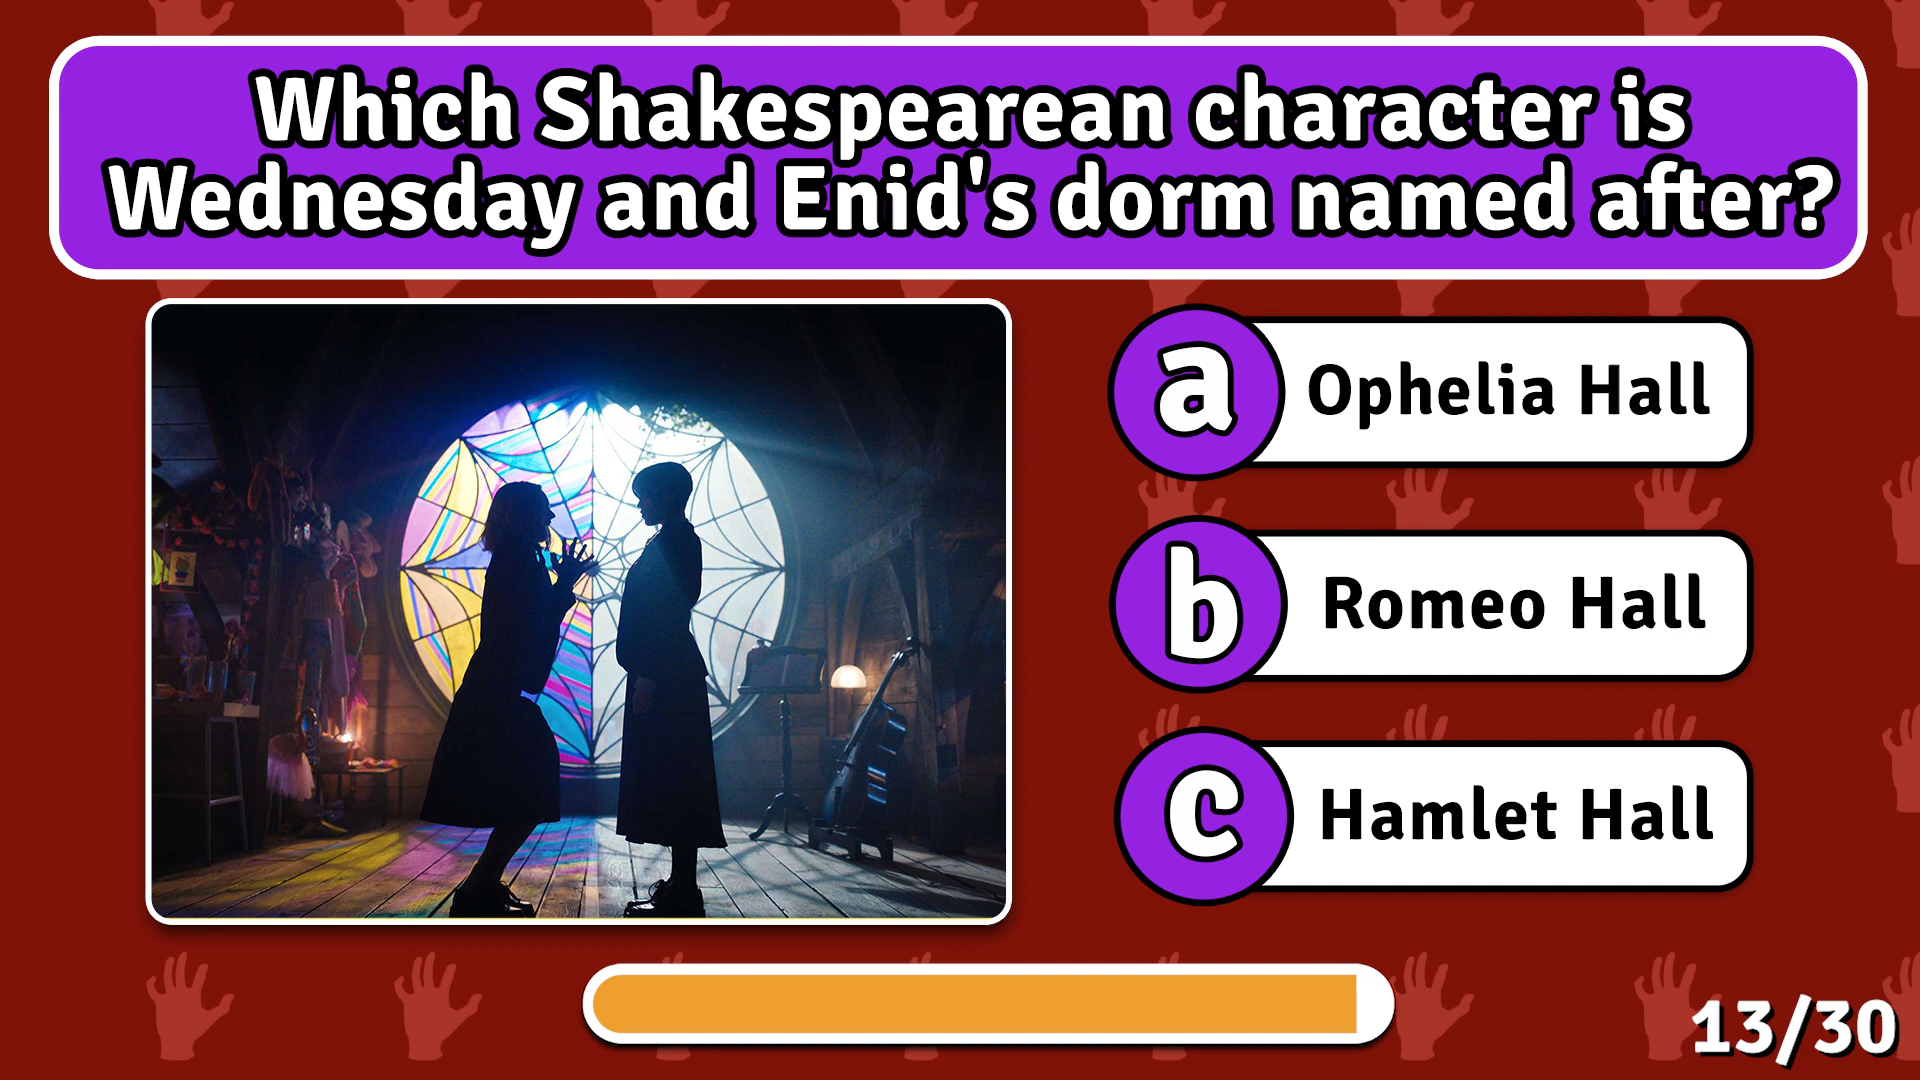 Which Shakespearean character is
Wednesday and Enid's dorm named after?
a Ophelia Hall
b Romeo Hall
c Hamlet Hall
13/30